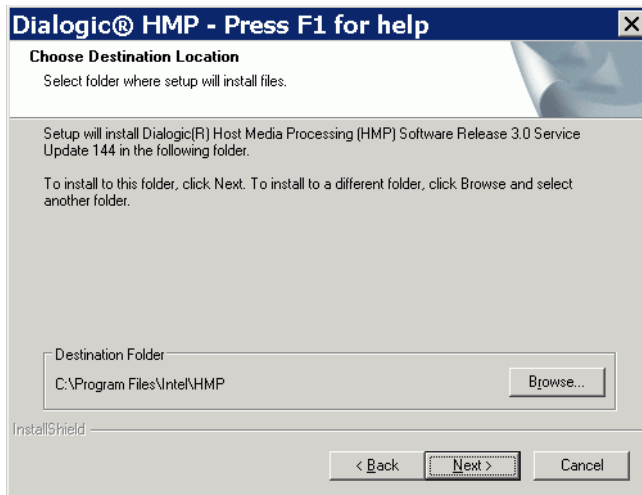 Dialogic® HMP - Press F1 for help
Choose Destination Location
Select folder where setup will install files.
Setup will install Dialogic(R) Host Media Processing (HMP) Software Release 3.0 Service
Update 144 in the following folder.
To install to this folder, click Next. To install to a different folder, click Browse and select
another folder.
Destination Folder
C:\Program Files\Intel\HMP
Browse...
InstallShield
< Back
Next >
Cancel